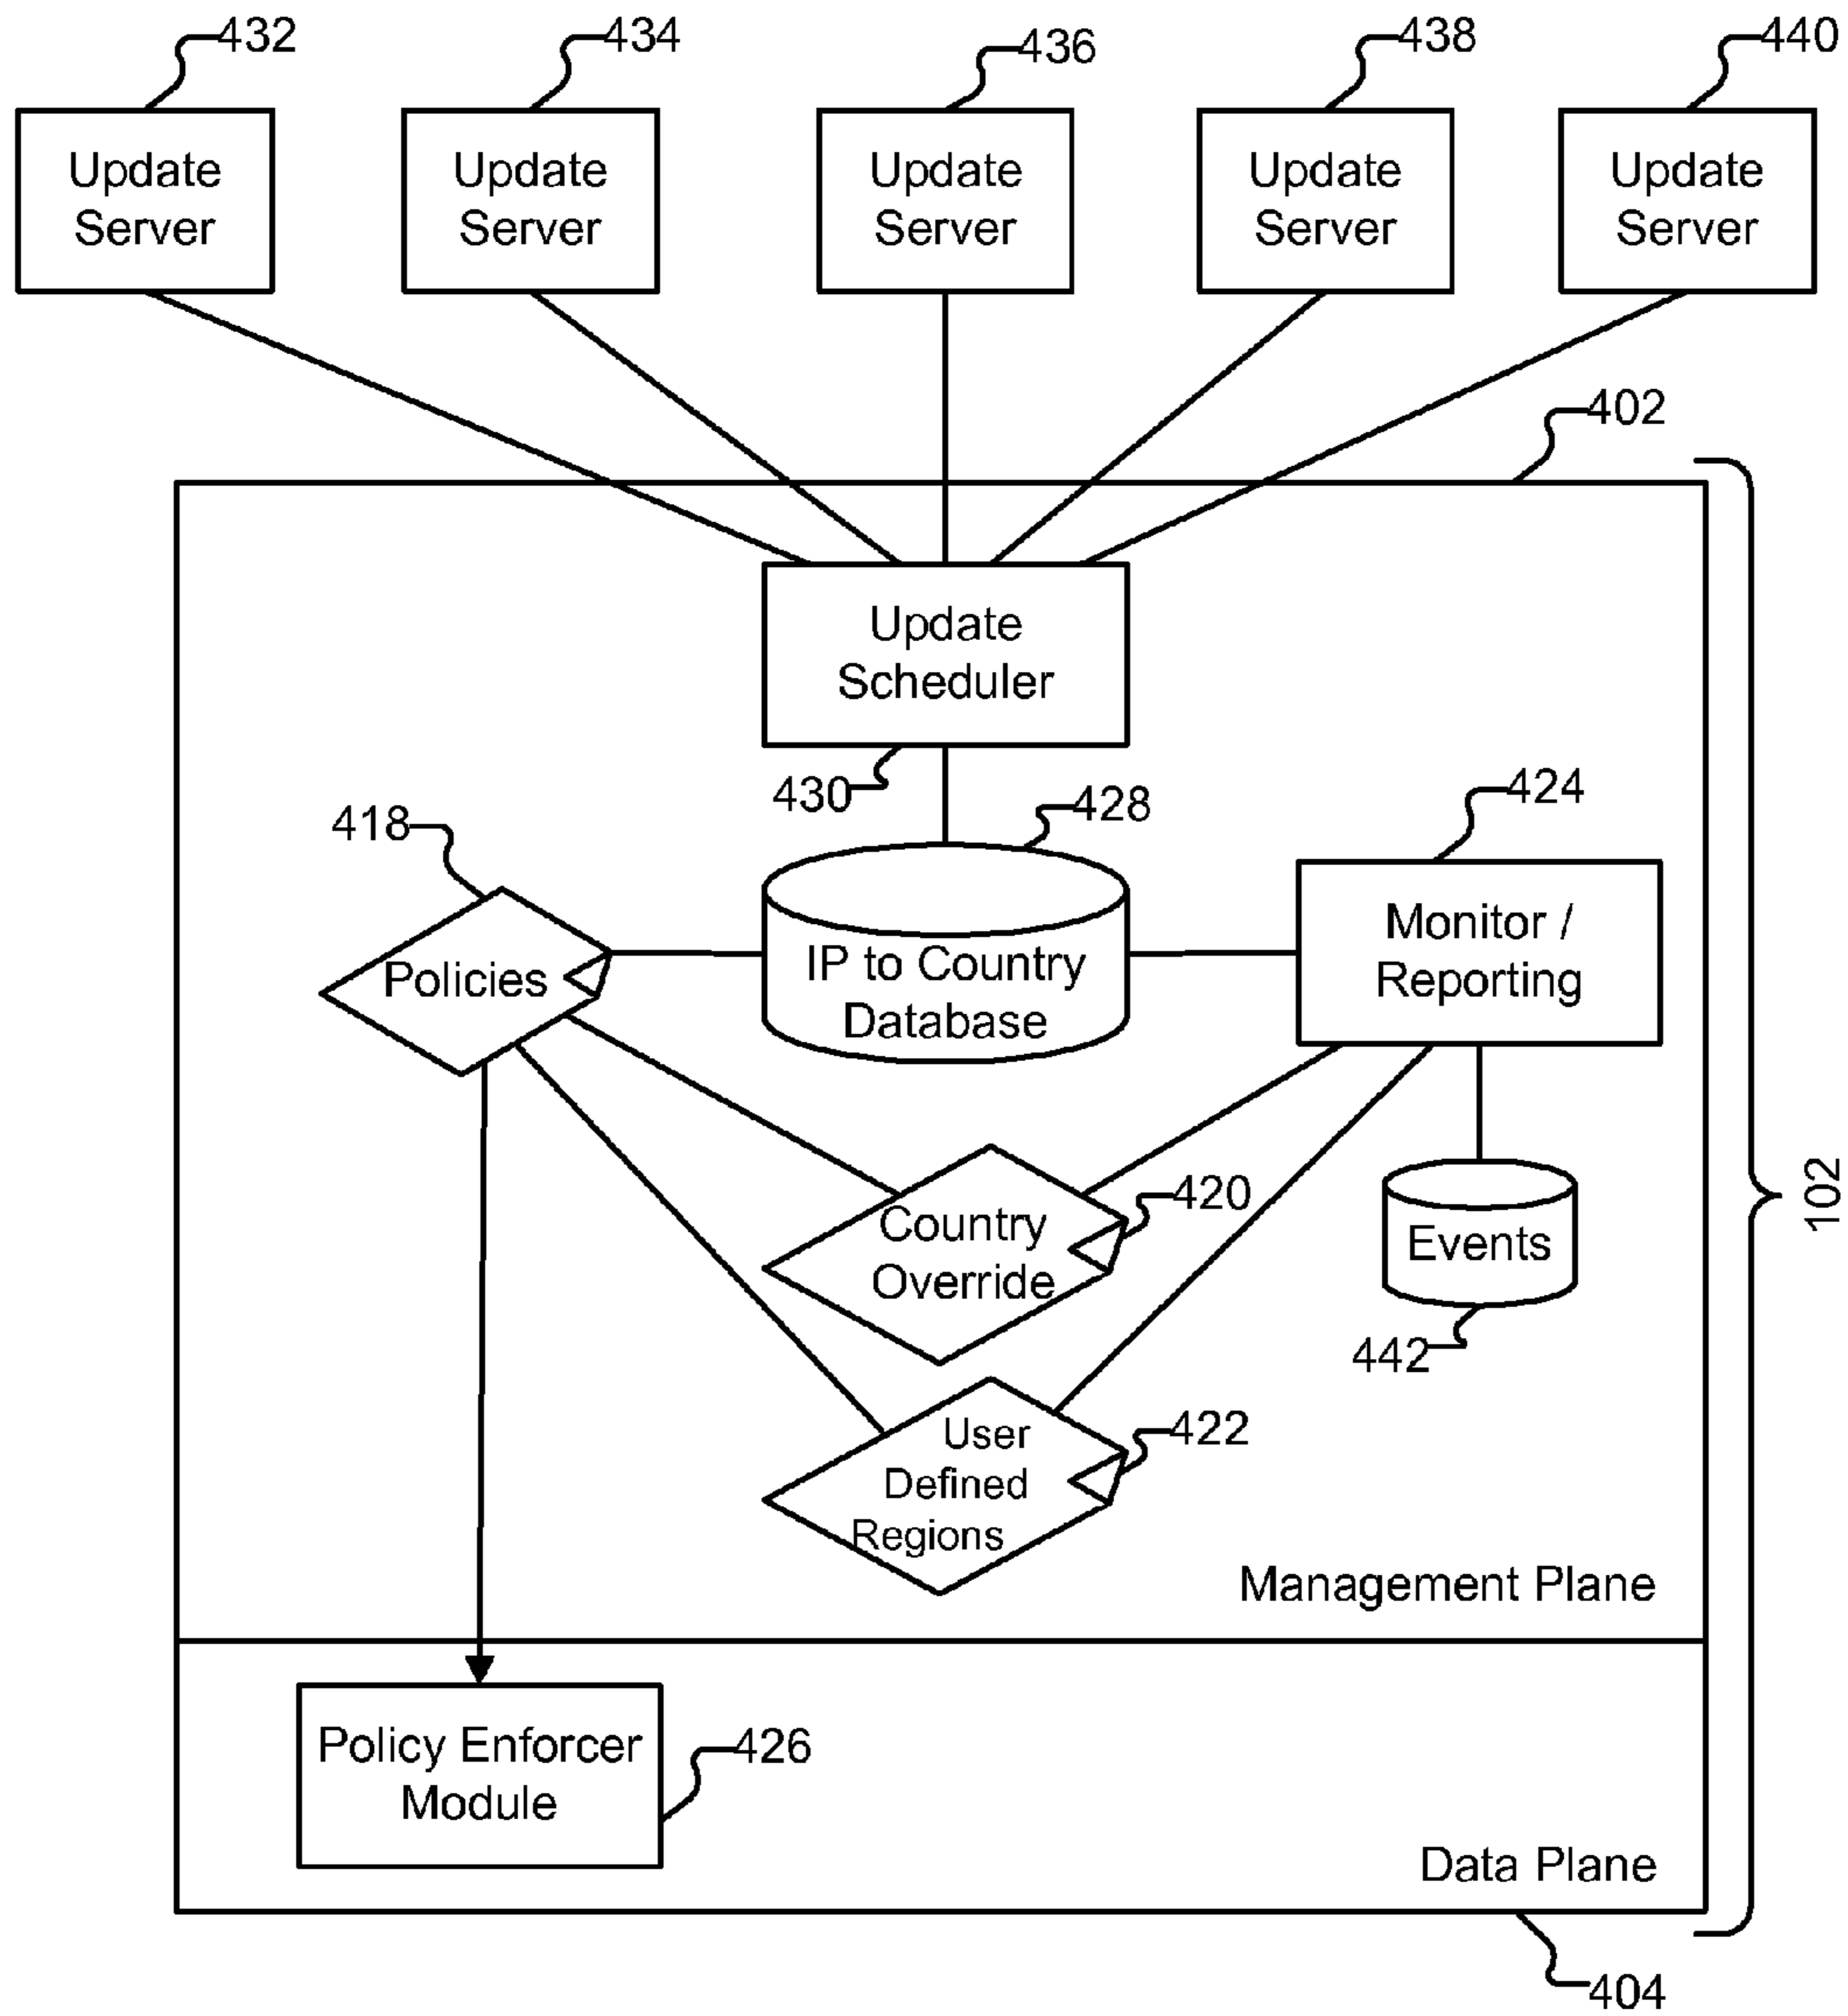 432
434
436
438
440
Update
Server
Update
Server
Update
Server
Update
Server
Update
Server
402
Update
Scheduler
430
428
424
418
Policies
IP to Country
Database
Monitor /
Reporting
102
Country
Override
420
Events
442
User
Defined
Regions
422
Management Plane
Policy Enforcer
Module
426
Data Plane
404